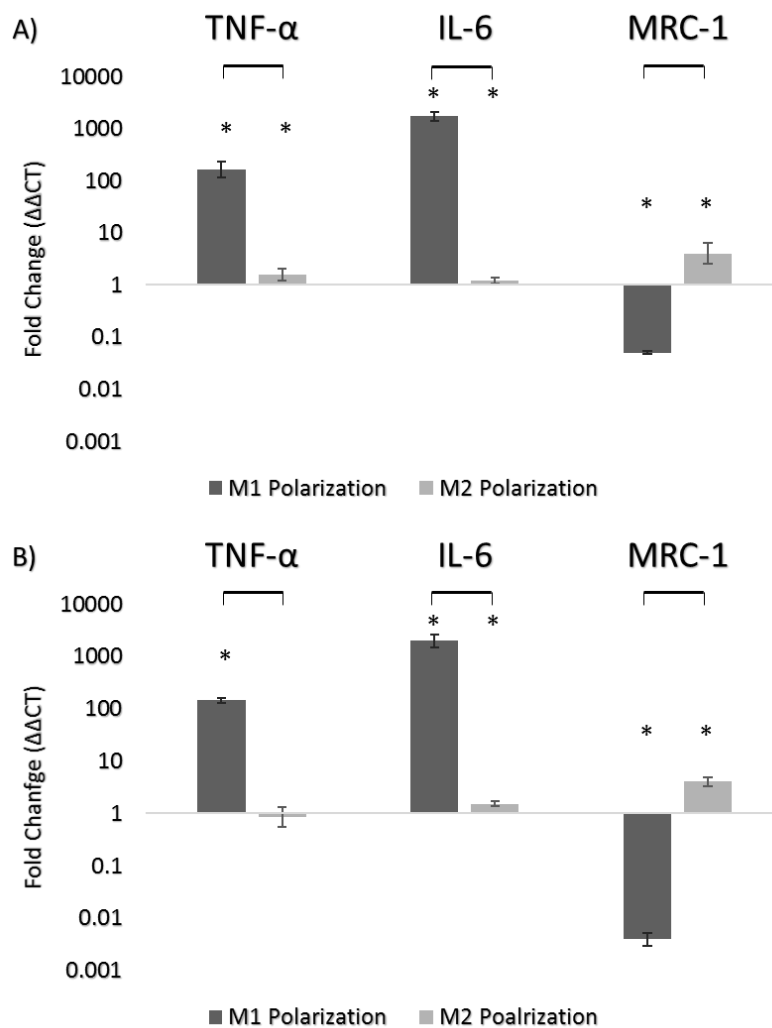 A)
TNF-α IL-6 MRC-1
10000
* *
1000
* *
100
* *
10
1
0.1
0.01
0.001
Fold Change (ΔΔCT)
M1 Polarization M2 Polarization
B)
TNF-α IL-6 MRC-1
10000
* *
1000
*
100
* *
10
1
0.1
0.01
0.001
Fold Chanfge (ΔΔCT)
M1 Polarization M2 Poalrization